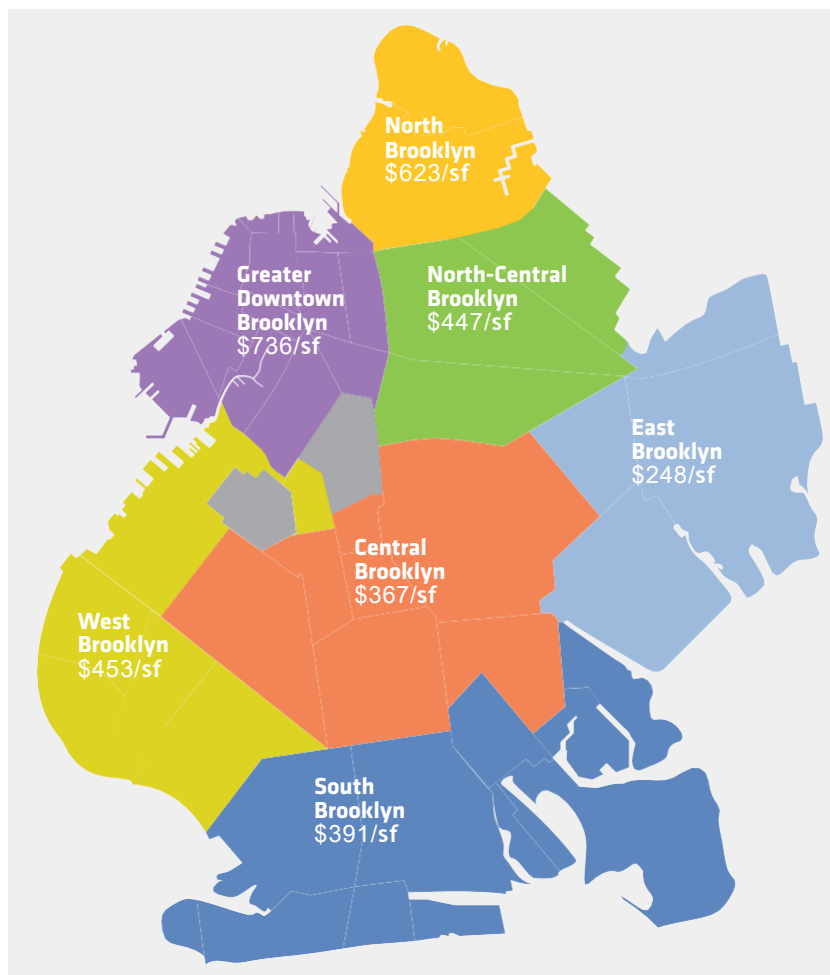 North
Brooklyn
$623/sf
Greater
Downtown
Brooklyn
$736/sf
North-Central
Brooklyn
$447/sf
East
Brooklyn
$248/sf
Central
Brooklyn
$367/sf
West
Brooklyn
$453/sf
South
Brooklyn
$391/sf